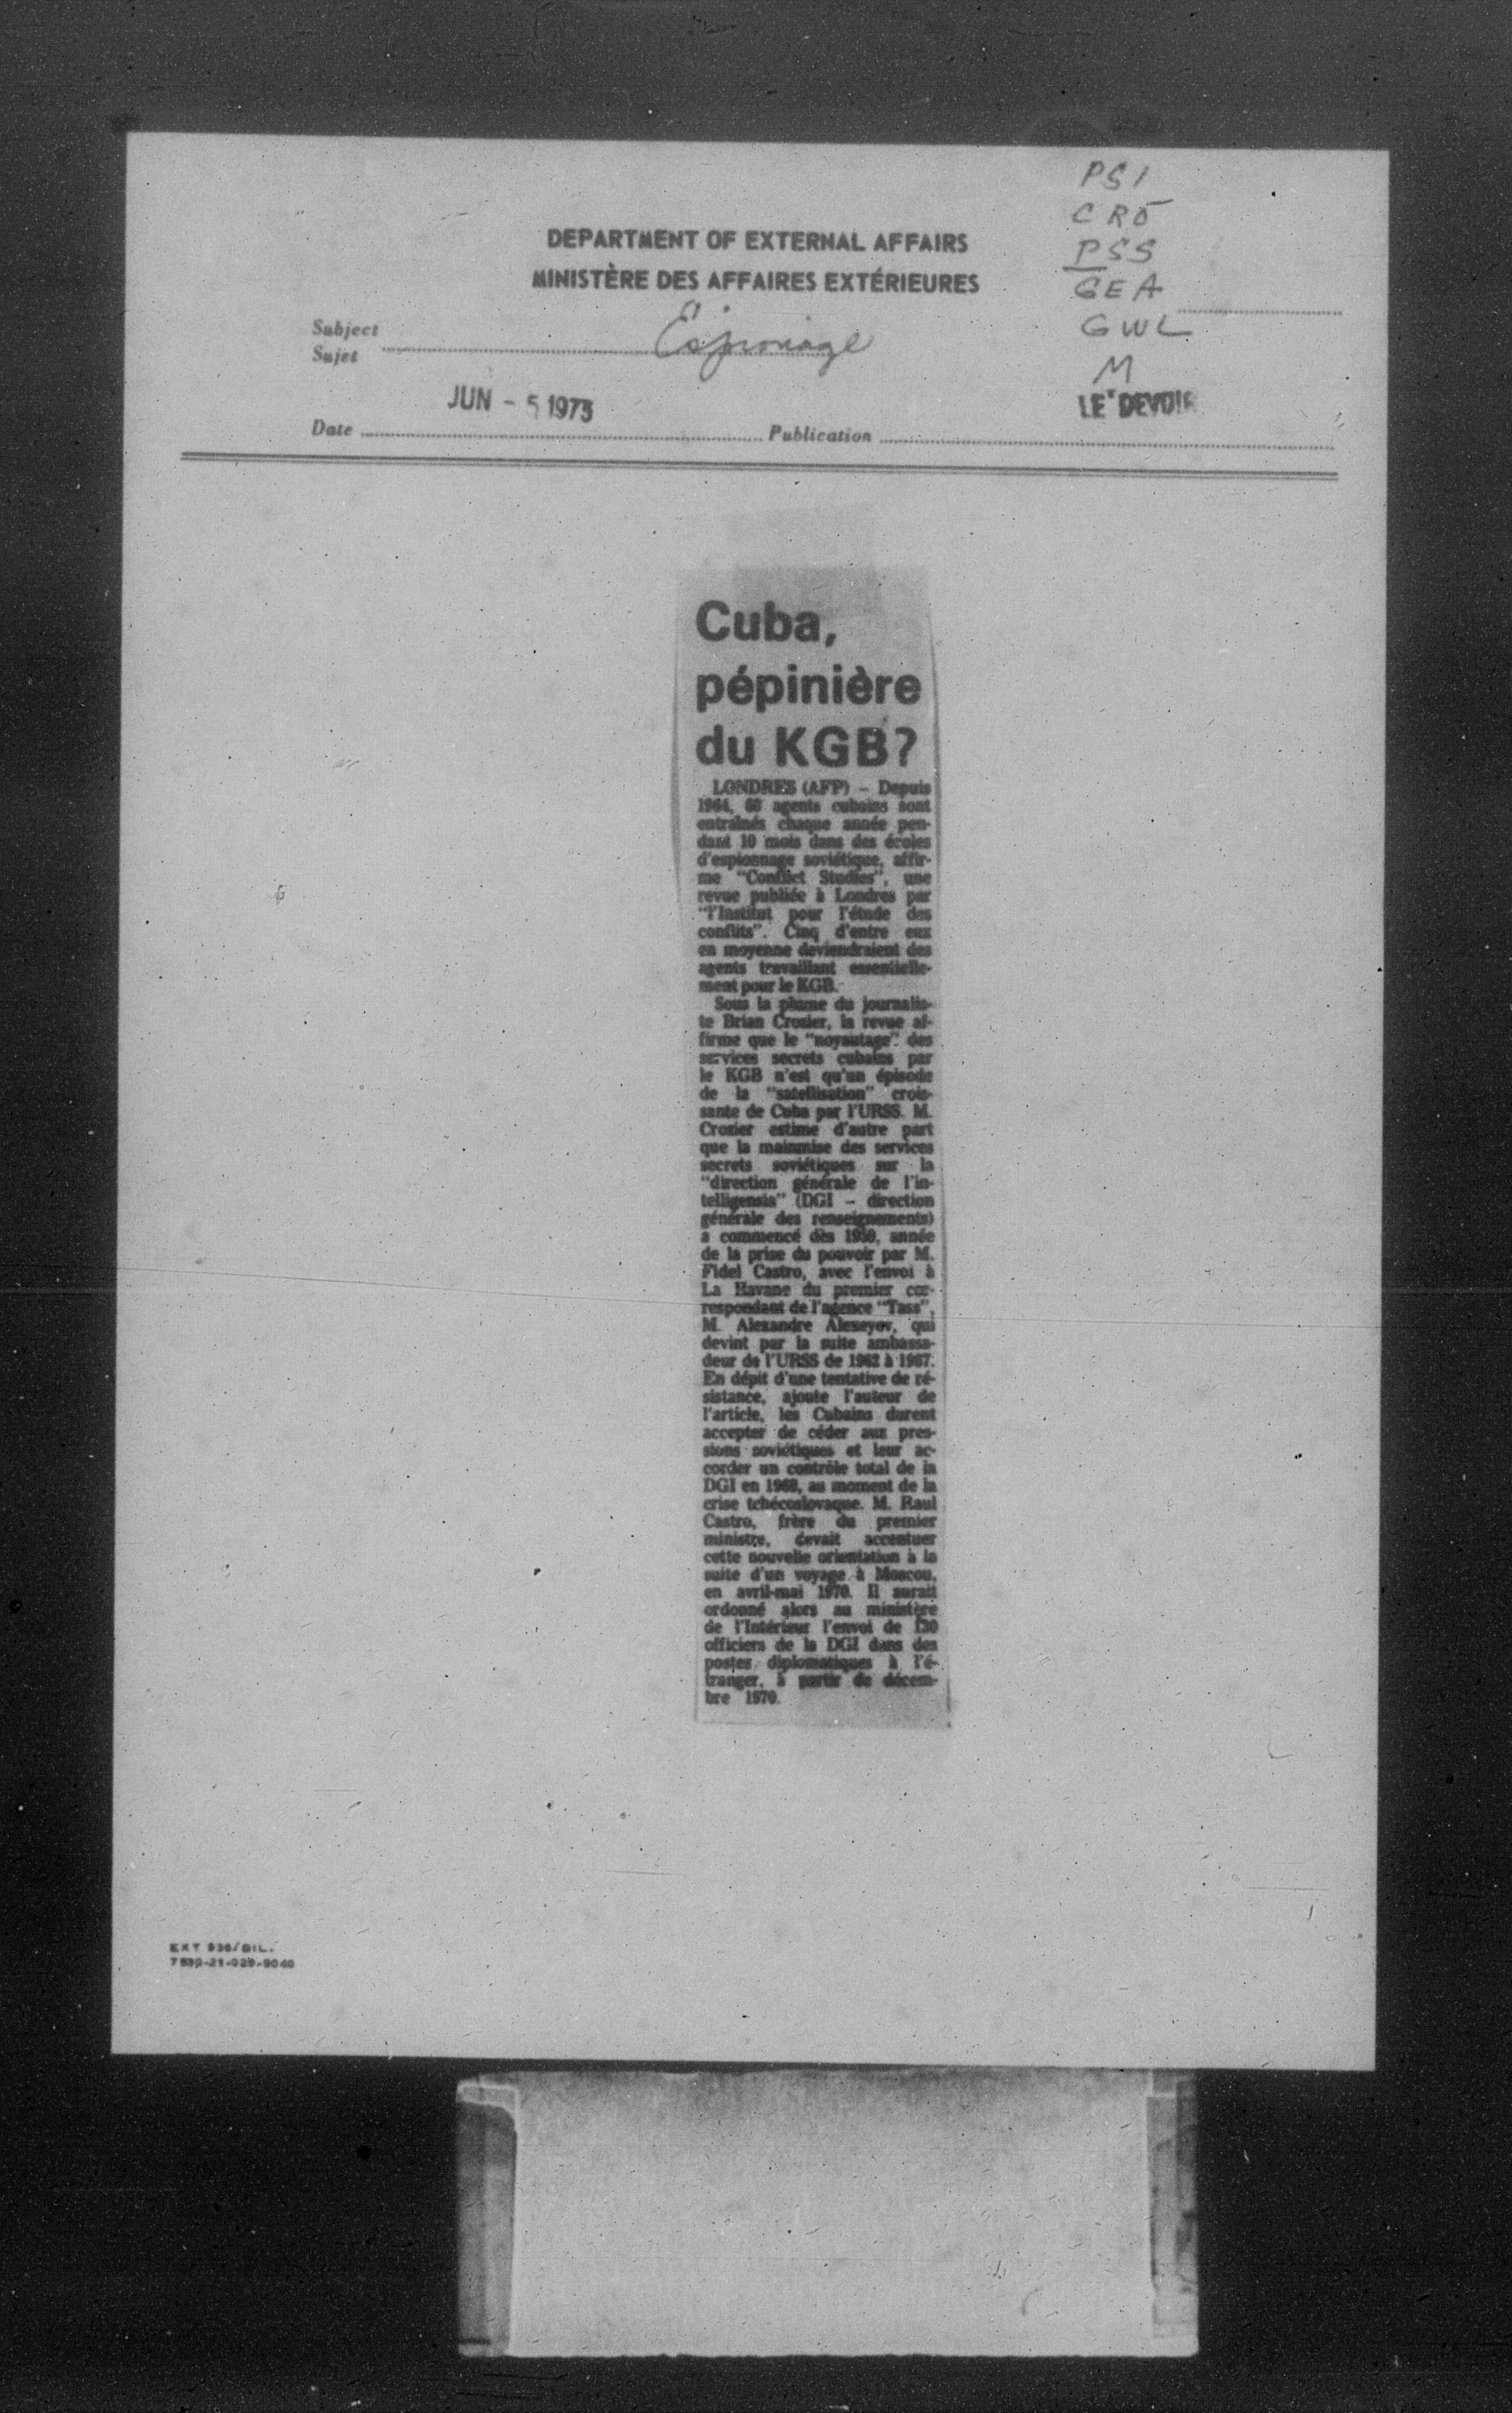 PSI
CRO
PSS
GEA
GWL
M
DEPARTMENT OF EXTERNAL AFFAIRS
MINISTÈRE DES AFFAIRES EXTÉRIEURES
Subject
Sujet
Espionage
JUN - 5 1973
LE DEVOIR
Date
Publication
Cuba,
pépinière
du KGB?
LONDRES (AFP) – Depuis
1964, 60 agents cubains sont
entraînés chaque année pen-
dant 10 mois dans des écoles
d'espionnage soviétique, affir-
me "Conflict Studies", une
revue publiée à Londres par
"l'Institut pour l'étude des
conflits". Cinq d'entre eux
en moyenne deviendraient des
agents travaillant essentielle-
ment pour le KGB.
Sous la plume du journalis-
te Brian Crozier, la revue af-
firme que le "noyautage" des
services secrets cubains par
le KGB n'est qu'un épisode
de la "satellisation" crois-
sante de Cuba par l'URSS. M.
Crozier estime d'autre part
que la mainmise des services
secrets soviétiques sur la
"direction générale de l'in-
telligensia" (DGI – direction
générale des renseignements)
a commencé dès 1959, année
de la prise du pouvoir par M.
Fidel Castro, avec l'envoi à
La Havane du premier cor-
respondant de l'agence "Tass",
M. Alexandre Alexeyev, qui
devint par la suite ambassa-
deur de l'URSS de 1962 à 1967.
En dépit d'une tentative de ré-
sistance, ajoute l'auteur de
l'article, les Cubains durent
accepter de céder aux pres-
sions soviétiques et leur ac-
corder un contrôle total de la
DGI en 1968, au moment de la
crise tchécoslovaque. M. Raul
Castro, frère du premier
ministre, devait accentuer
cette nouvelle orientation à la
suite d'un voyage à Moscou,
en avril-mai 1970. Il aurait
ordonné alors au ministère
de l'Intérieur l'envoi de 130
officiers de la DGI dans des
postes diplomatiques à l'é-
tranger, à partir de décem-
bre 1970.
EXT 936/BIL.
7530-21-029-9040